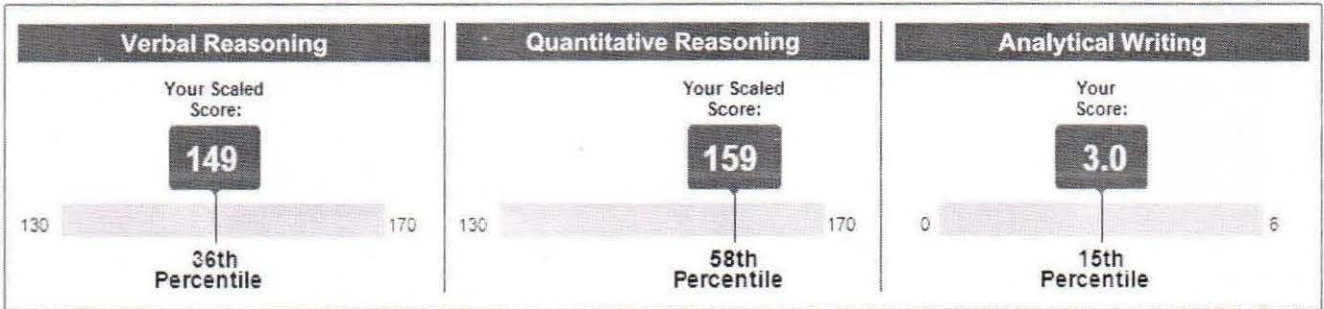 Verbal Reasoning
Your Scaled
Score:
149
130
170
36th
Percentile
Quantitative Reasoning
Your Scaled
Score:
159
130
170
58th
Percentile
Analytical Writing
Your
Score:
3.0
0
6
15th
Percentile